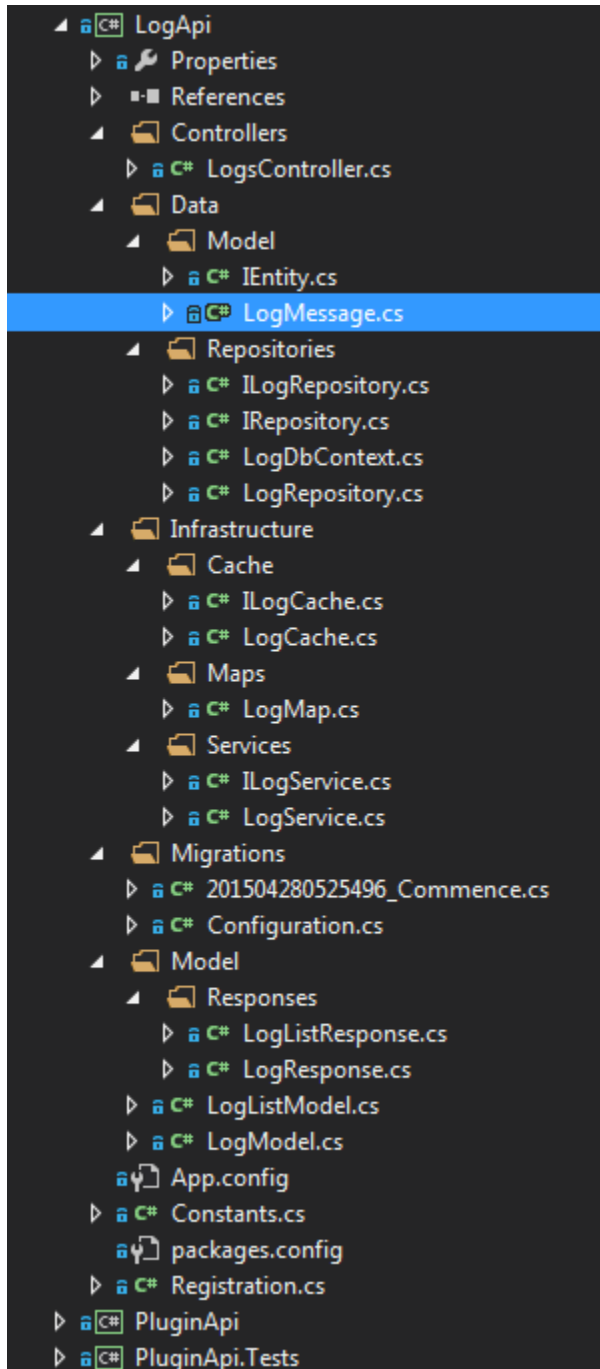 C# LogApi
Properties
References
Controllers
C# LogsController.cs
Data
Model
C# IEntity.cs
C# LogMessage.cs
Repositories
C# ILogRepository.cs
C# IRepository.cs
C# LogDbContext.cs
C# LogRepository.cs
Infrastructure
Cache
C# ILogCache.cs
C# LogCache.cs
Maps
C# LogMap.cs
Services
C# ILogService.cs
C# LogService.cs
Migrations
C# 201504280525496_Commence.cs
C# Configuration.cs
Model
Responses
C# LogListResponse.cs
C# LogResponse.cs
C# LogListModel.cs
C# LogModel.cs
App.config
C# Constants.cs
packages.config
C# Registration.cs
C# PluginApi
C# PluginApi.Tests